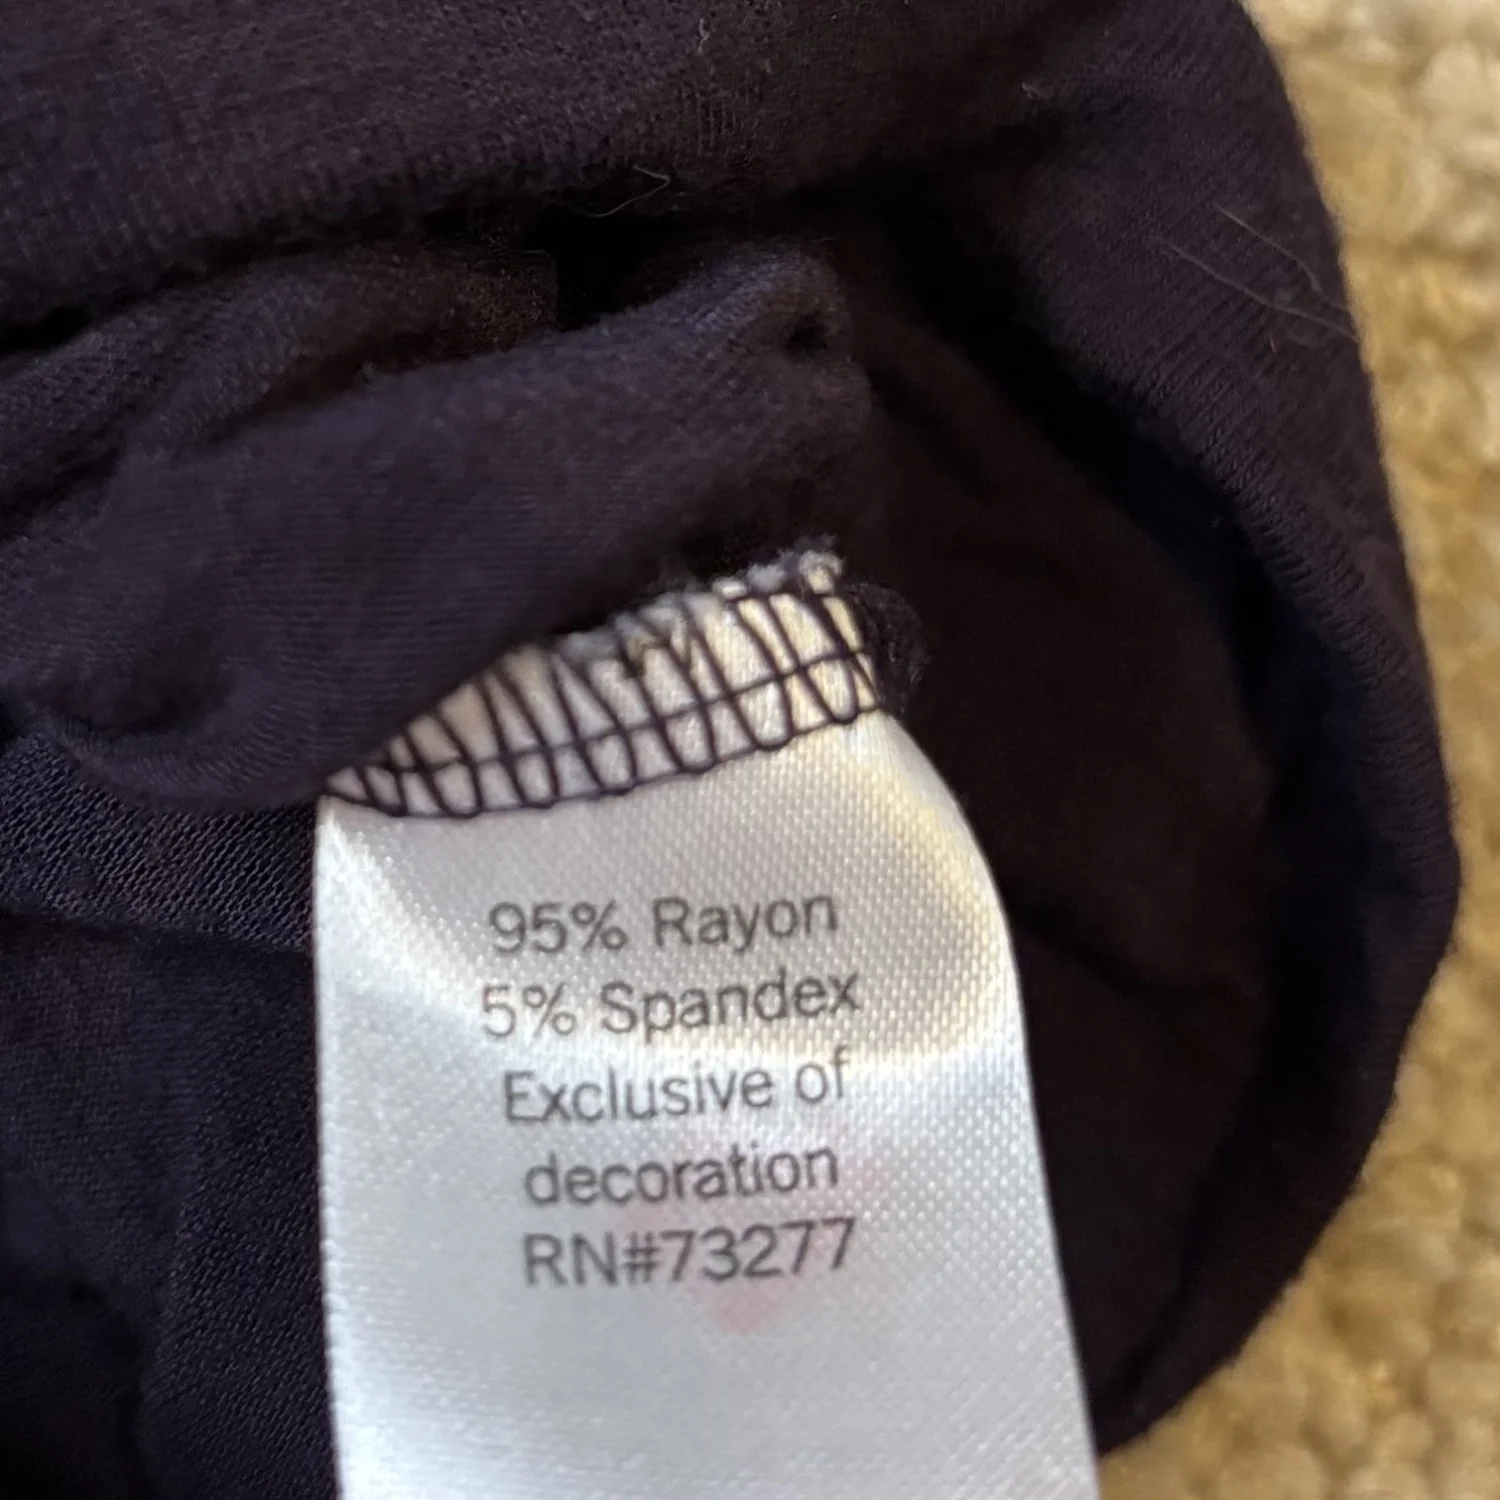 95% Rayon
5% Spandex
Exclusive of
decoration
RN#73277